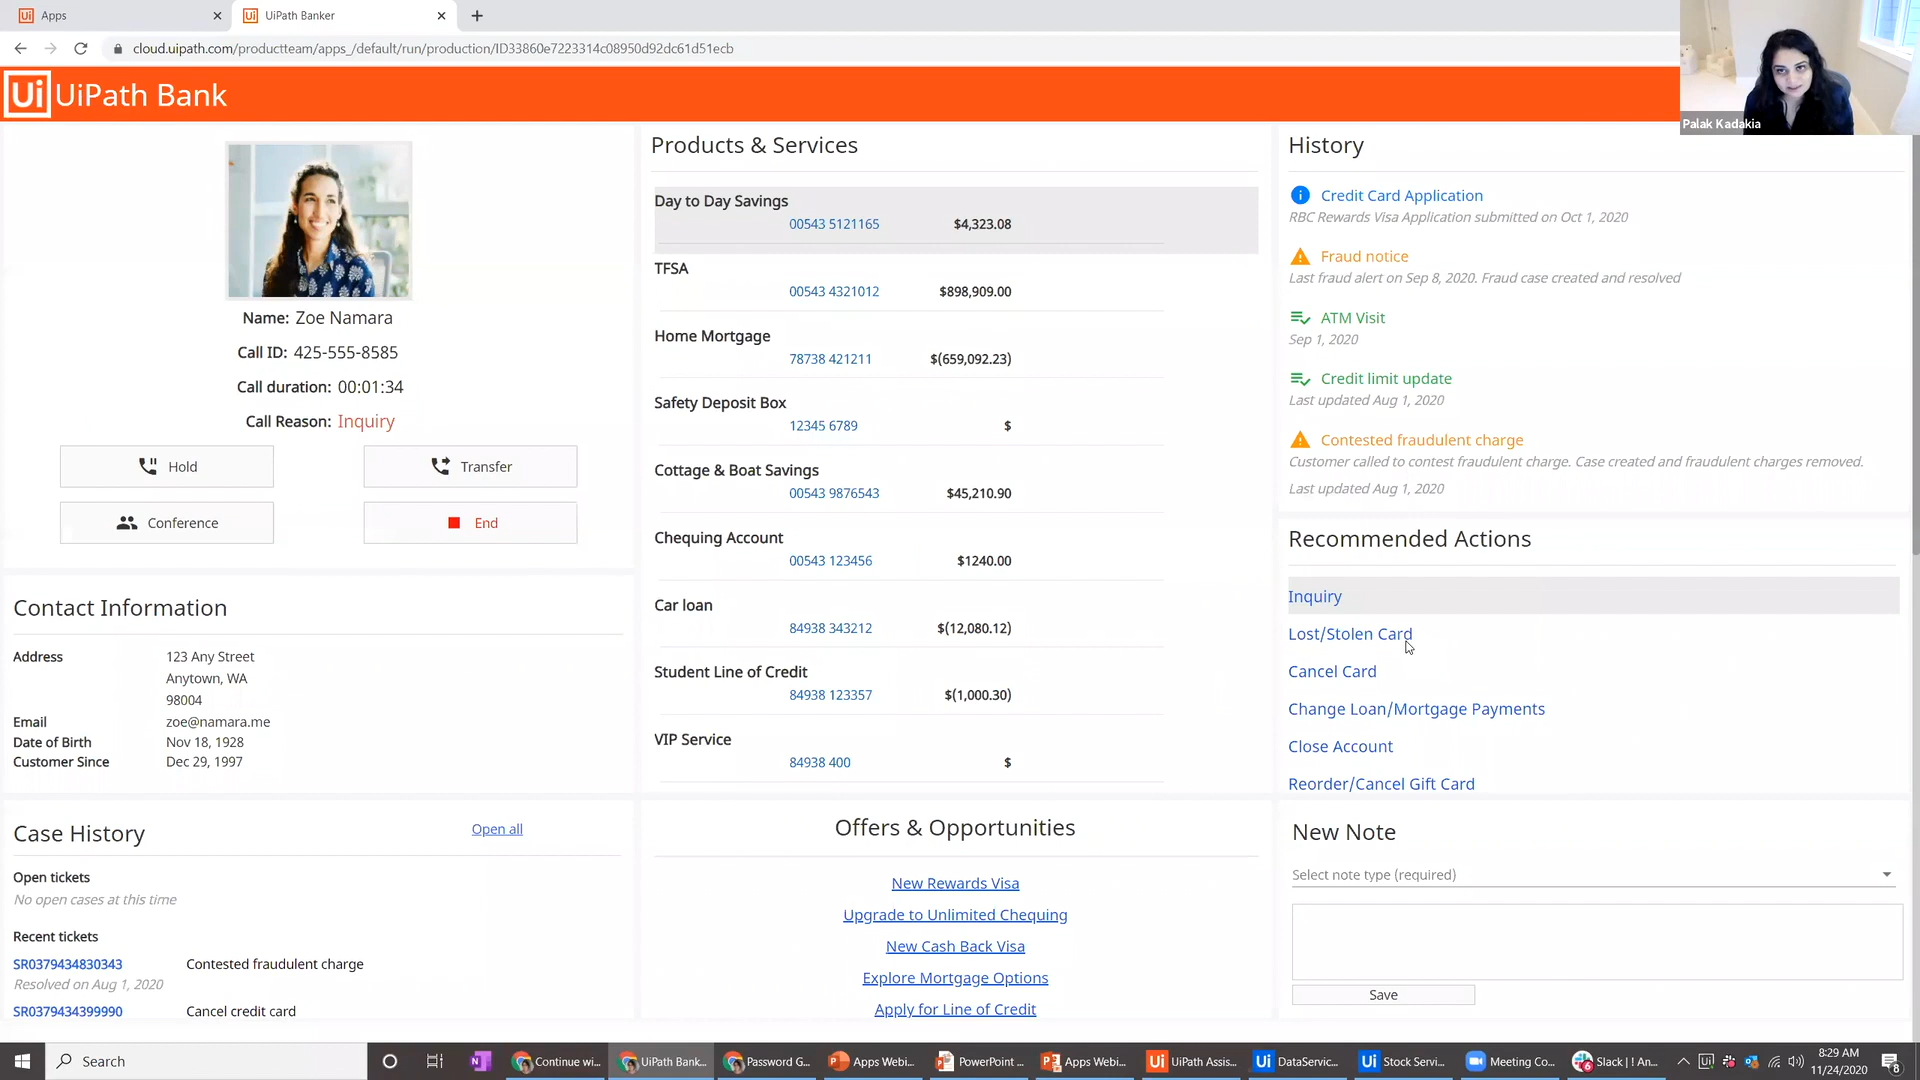 Apps
UiPath Banker
cloud.uipath.com/productteam/apps_/default/run/production/ID33860e7223314c08950d92dc61d51ecb
Ui UiPath Bank
Palak Kadakia
Name: Zoe Namara
Call ID: 425-555-8585
Call duration: 00:01:34
Call Reason: Inquiry
Hold
Transfer
Conference
End
Contact Information
Address 123 Any Street
Anytown, WA
98004
Email zoe@namara.me
Date of Birth Nov 18, 1928
Customer Since Dec 29, 1997
Case History Open all
Open tickets
No open cases at this time
Recent tickets
SR0379434830343 Contested fraudulent charge
Resolved on Aug 1, 2020
SR0379434399990 Cancel credit card
Products & Services
Day to Day Savings
00543 5121165 $4,323.08
TFSA
00543 4321012 $898,909.00
Home Mortgage
78738 421211 $(659,092.23)
Safety Deposit Box
12345 6789 $
Cottage & Boat Savings
00543 9876543 $45,210.90
Chequing Account
00543 123456 $1240.00
Car loan
84938 343212 $(12,080.12)
Student Line of Credit
84938 123357 $(1,000.30)
VIP Service
84938 400 $
Offers & Opportunities
New Rewards Visa
Upgrade to Unlimited Chequing
New Cash Back Visa
Explore Mortgage Options
Apply for Line of Credit
History
Credit Card Application
RBC Rewards Visa Application submitted on Oct 1, 2020
Fraud notice
Last fraud alert on Sep 8, 2020. Fraud case created and resolved
ATM Visit
Sep 1, 2020
Credit limit update
Last updated Aug 1, 2020
Contested fraudulent charge
Customer called to contest fraudulent charge. Case created and fraudulent charges removed.
Last updated Aug 1, 2020
Recommended Actions
Inquiry
Lost/Stolen Card
Cancel Card
Change Loan/Mortgage Payments
Close Account
Reorder/Cancel Gift Card
New Note
Select note type (required)
Save
Search
Continue wi...
UiPath Bank...
Password G...
Apps Webi...
PowerPoint ...
Apps Webi...
UiPath Assis...
DataServic...
Stock Servi...
Meeting Co...
Slack | ! An...
8:29 AM
11/24/2020
8